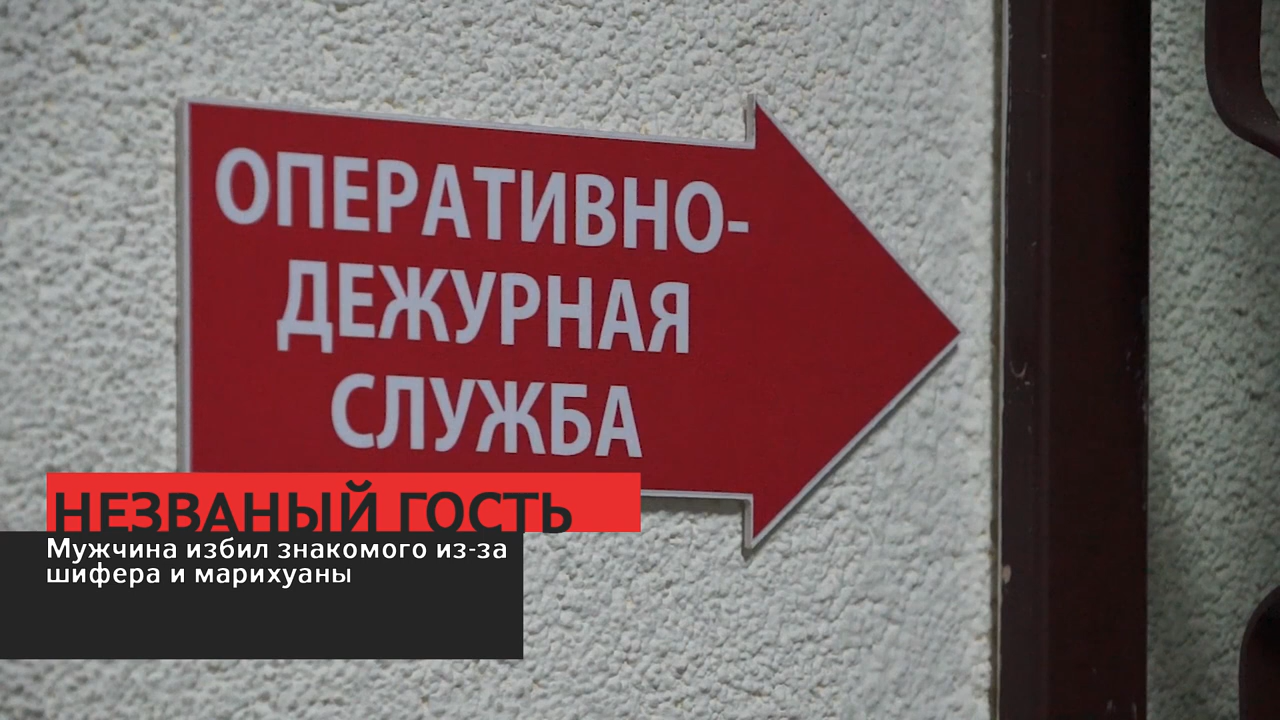 ОПЕРАТИВНО-
ДЕЖУРНАЯ
СЛУЖБА
НЕЗВАНЫЙ ГОСТЬ
Мужчина избил знакомого из-за
шифера и марихуаны